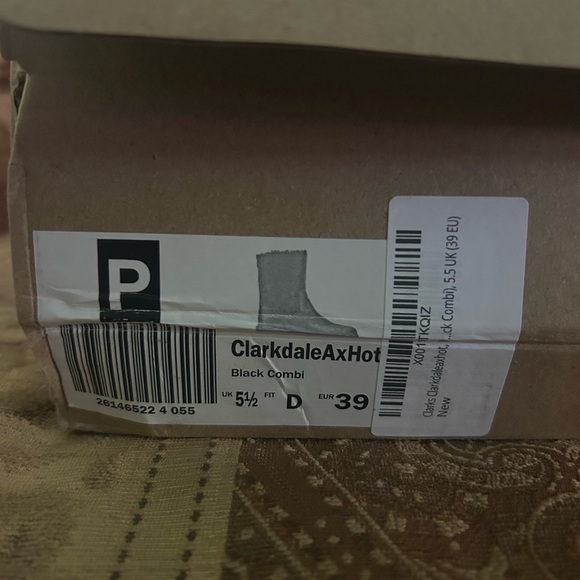 P
26146522 4 055
ClarkdaleAxHot
Black Combi
UK 5½ FIT D EUR 39
X001TKQIZ
Clarks Clarkdaleaxhot, ...ck Combi), 5.5 UK (39 EU)
New